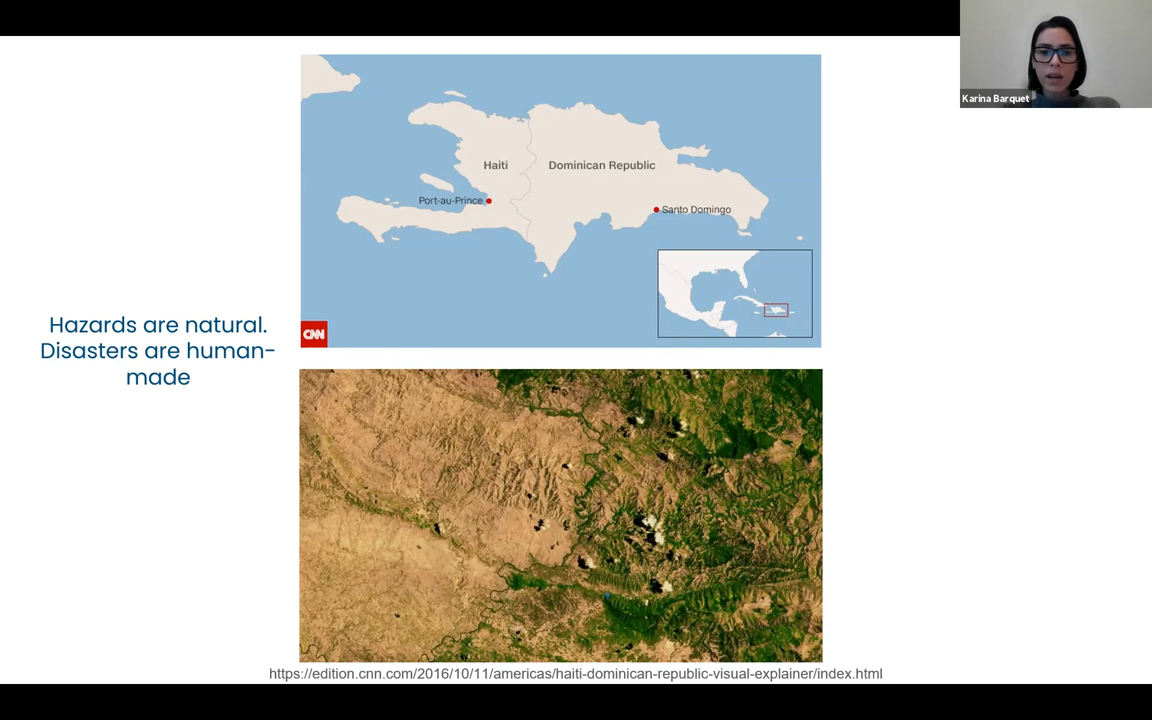 Karina Barquet
Haiti
Dominican Republic
Port-au-Prince
Santo Domingo
CNN
Hazards are natural.
Disasters are human-
made
https://edition.cnn.com/2016/10/11/americas/haiti-dominican-republic-visual-explainer/index.html